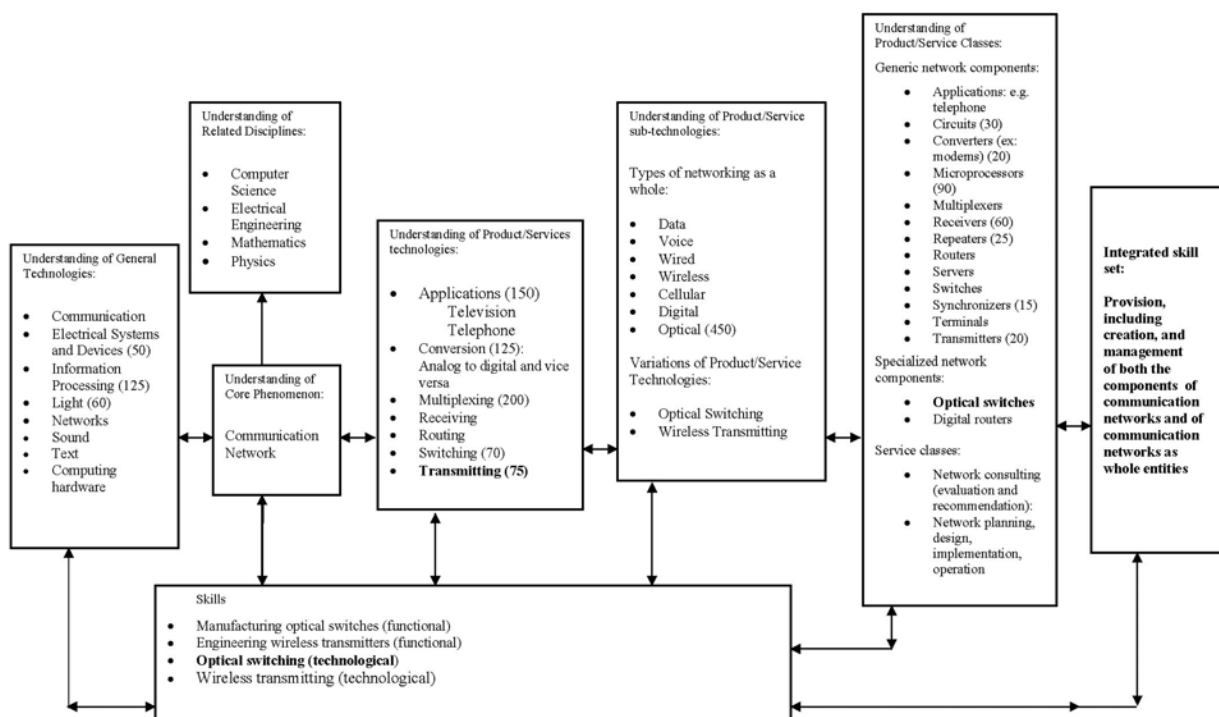 Understanding of General
Technologies:
• Communication
• Electrical Systems
and Devices (50)
• Information
Processing (125)
• Light (60)
• Networks
• Sound
• Text
• Computing
hardware
Understanding of
Related Disciplines:
• Computer
Science
• Electrical
Engineering
• Mathematics
• Physics
Understanding of
Core Phenomenon:
Communication
Network
Understanding of Product/Services
technologies:
• Applications (150)
Television
Telephone
• Conversion (125):
Analog to digital and vice
versa
• Multiplexing (200)
• Receiving
• Routing
• Switching (70)
• Transmitting (75)
Understanding of Product/Service
sub-technologies:
Types of networking as a
whole:
• Data
• Voice
• Wired
• Wireless
• Cellular
• Digital
• Optical (450)
Variations of Product/Service
Technologies:
• Optical Switching
• Wireless Transmitting
Understanding of
Product/Service Classes:
Generic network components:
• Applications: e.g.
telephone
• Circuits (30)
• Converters (ex:
modems) (20)
• Microprocessors
(90)
• Multiplexers
• Receivers (60)
• Repeaters (25)
• Routers
• Servers
• Switches
• Synchronizers (15)
• Terminals
• Transmitters (20)
Specialized network
components:
• Optical switches
• Digital routers
Service classes:
• Network consulting
(evaluation and
recommendation):
• Network planning,
design,
implementation,
operation
Integrated skill
set:
Provision,
including
creation, and
management
of both the
components of
communication
networks and of
communication
networks as
whole entities
Skills
• Manufacturing optical switches (functional)
• Engineering wireless transmitters (functional)
• Optical switching (technological)
• Wireless transmitting (technological)